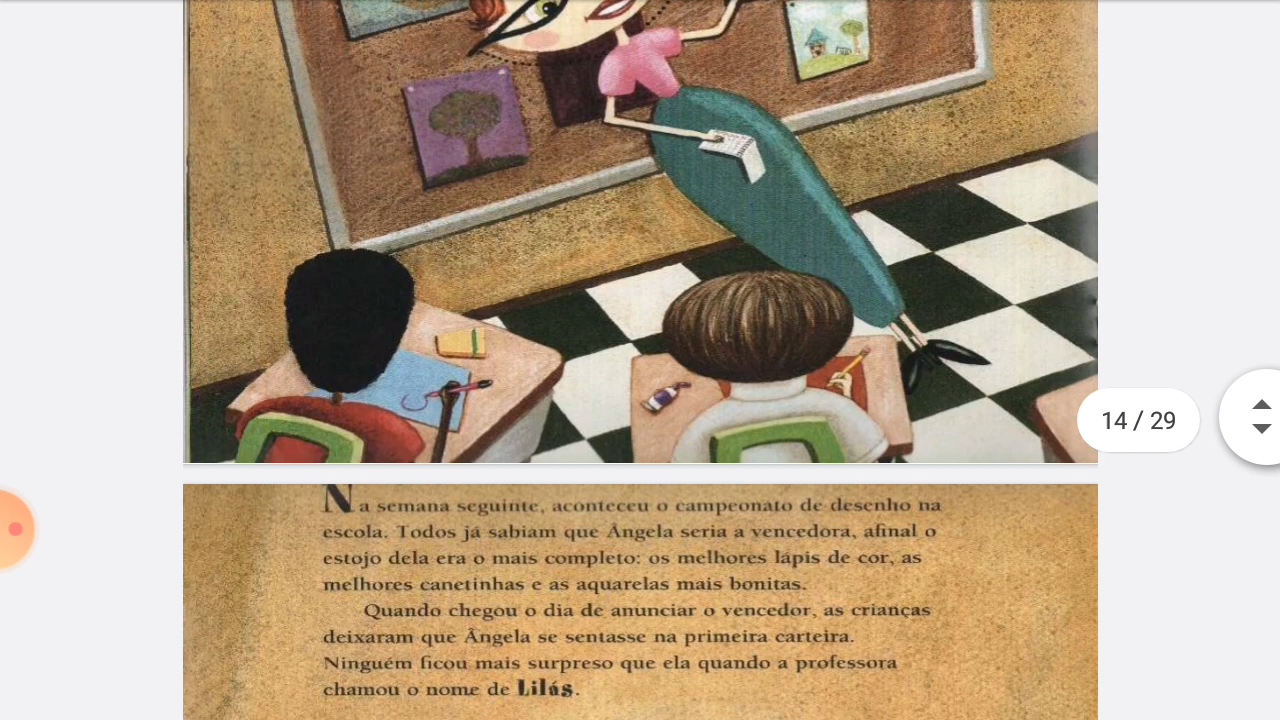 14 / 29
Na semana seguinte, aconteceu o campeonato de desenho na
escola. Todos já sabiam que Ângela seria a vencedora, afinal o
estojo dela era o mais completo: os melhores lápis de cor, as
melhores canetinhas e as aquarelas mais bonitas.
Quando chegou o dia de anunciar o vencedor, as crianças
deixaram que Ângela se sentasse na primeira carteira.
Ninguém ficou mais surpreso que ela quando a professora
chamou o nome de Lilás.